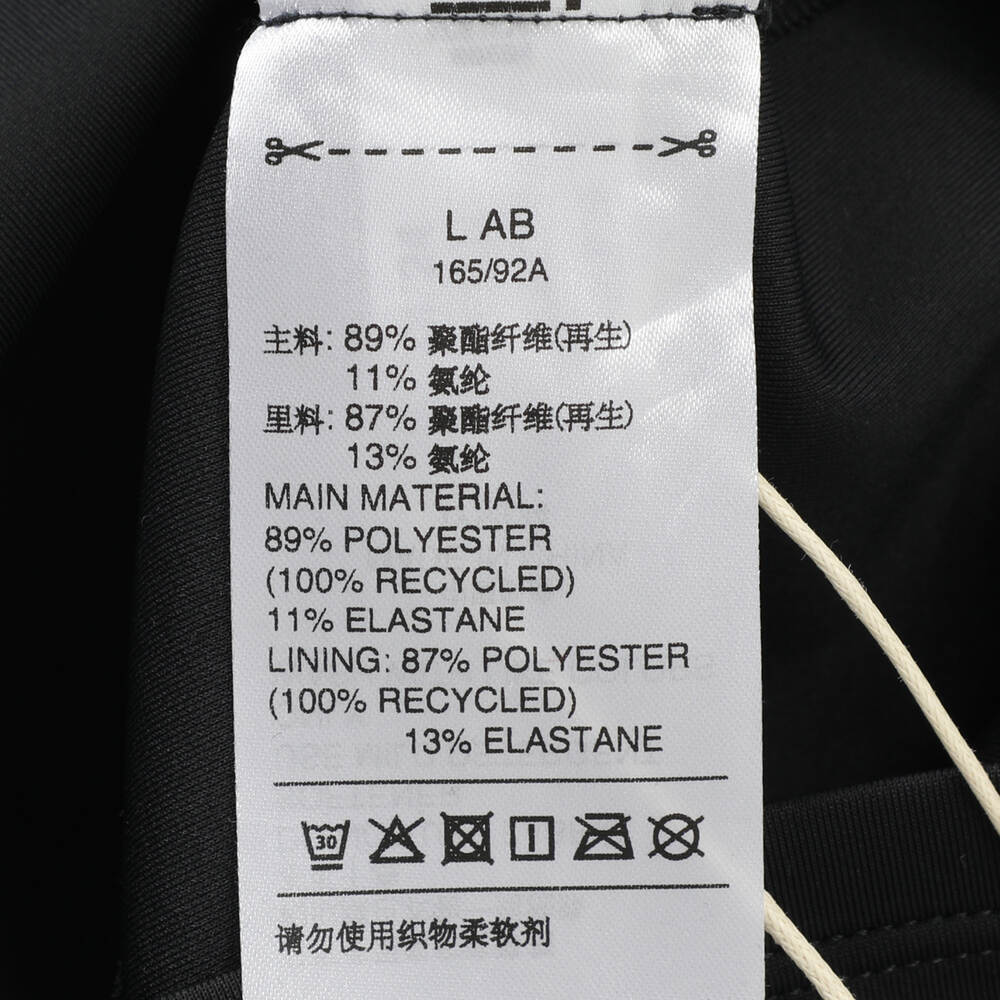 L AB
165/92A
主料: 89% 聚酯纤维(再生)
11% 氨纶
里料: 87% 聚酯纤维(再生)
13% 氨纶
MAIN MATERIAL:
89% POLYESTER
(100% RECYCLED)
11% ELASTANE
LINING: 87% POLYESTER
(100% RECYCLED)
13% ELASTANE
30
请勿使用织物柔软剂